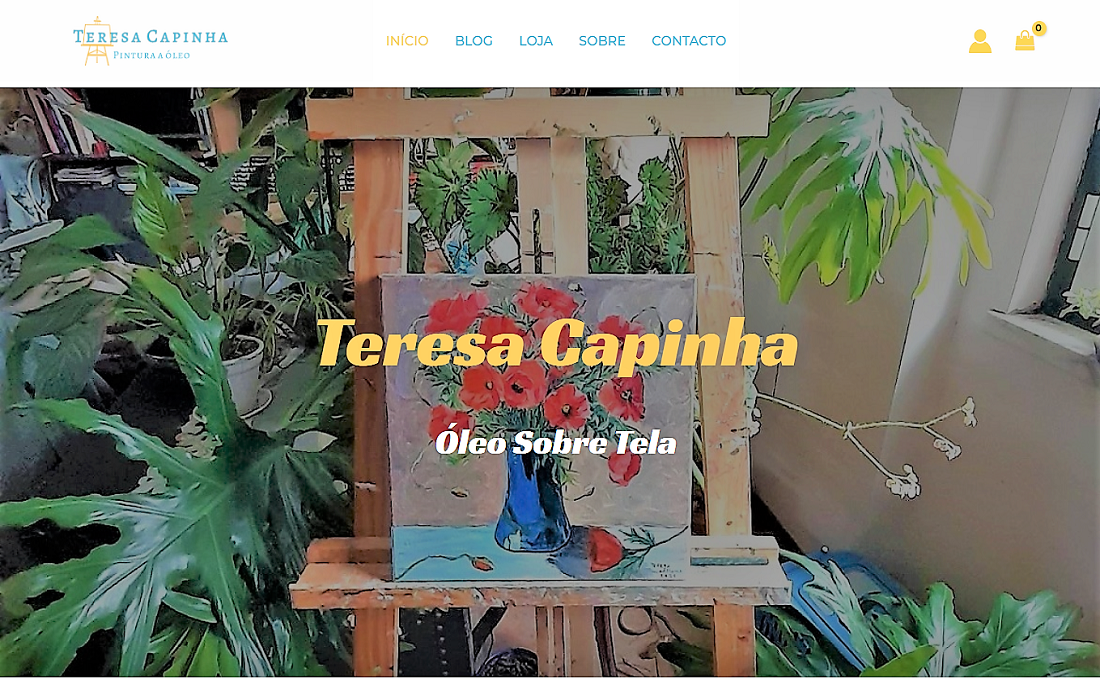 TERESA CAPINHA
PINTURA A ÓLEO
INÍCIO
BLOG
LOJA
SOBRE
CONTACTO
0
Teresa Capinha
Óleo Sobre Tela